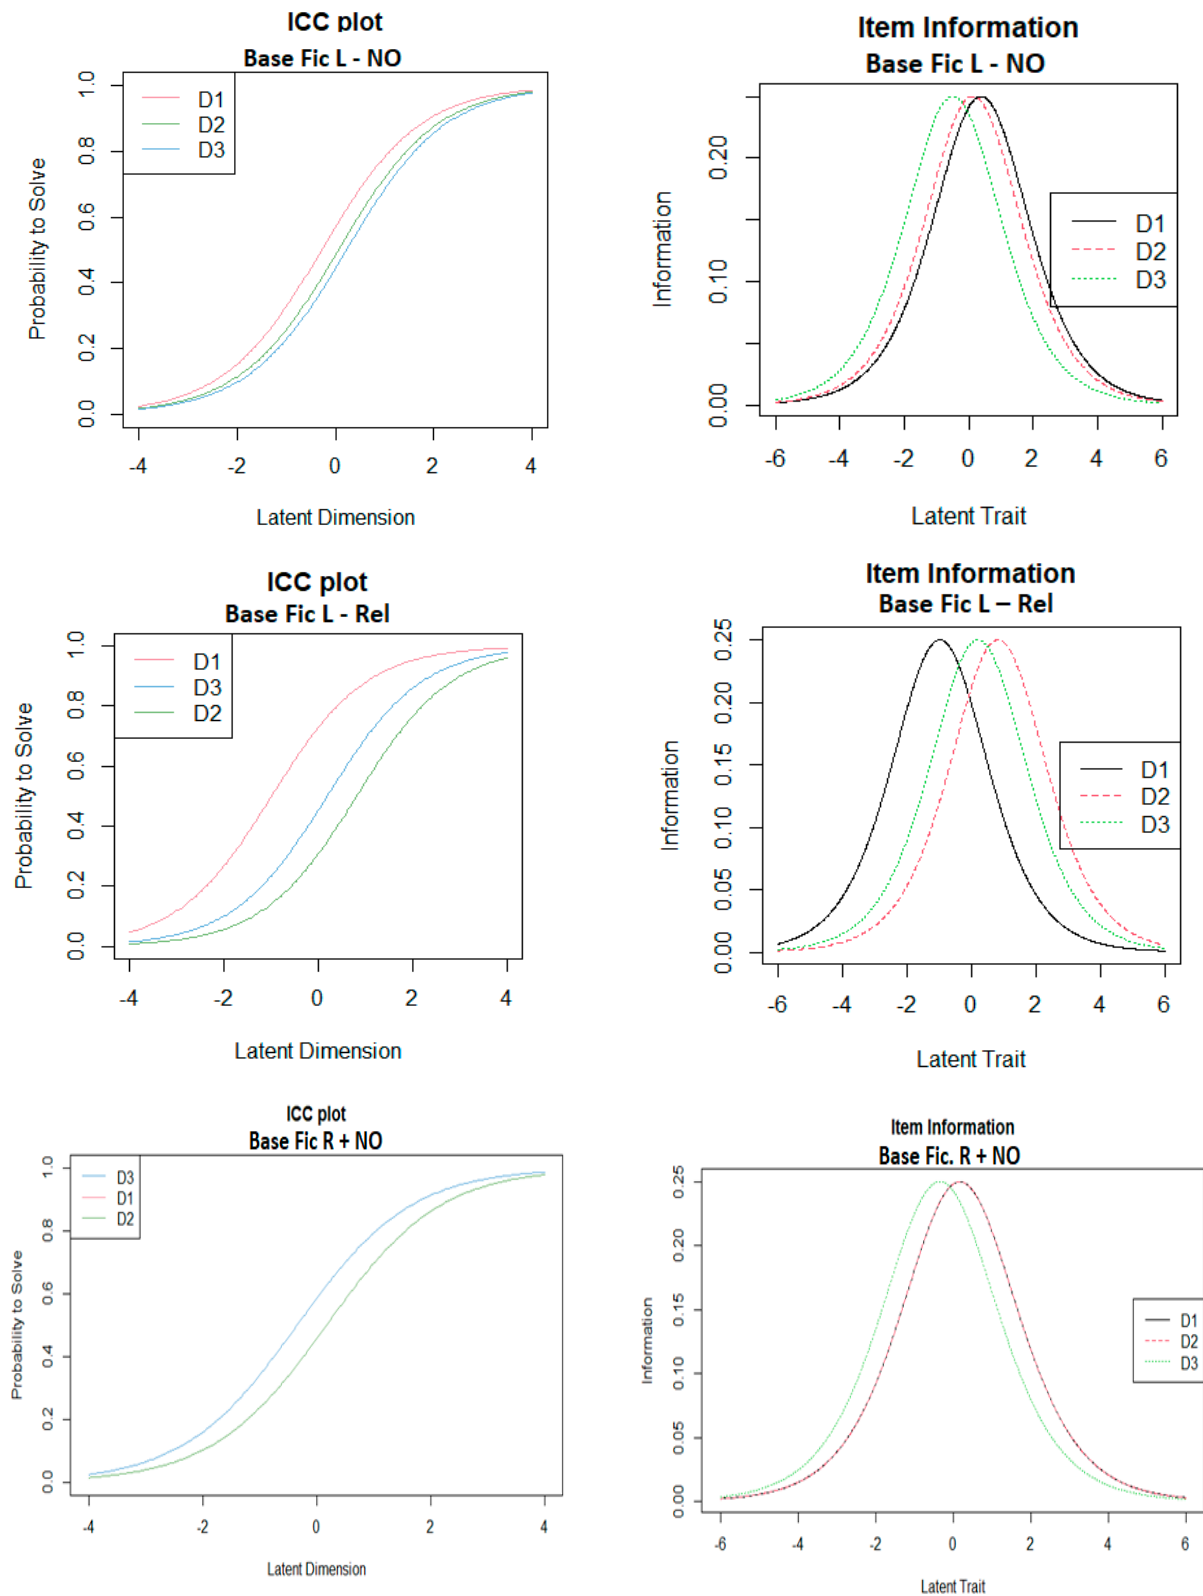 ICC plot
Base Fic L - NO
D1
D2
D3
Probability to Solve
0.0 0.2 0.4 0.6 0.8 1.0
-4 -2 0 2 4
Latent Dimension
Item Information
Base Fic L - NO
D1
D2
D3
Information
0.00 0.10 0.20
-6 -4 -2 0 2 4 6
Latent Trait
ICC plot
Base Fic L - Rel
D1
D3
D2
Probability to Solve
0.0 0.2 0.4 0.6 0.8 1.0
-4 -2 0 2 4
Latent Dimension
Item Information
Base Fic L – Rel
D1
D2
D3
Information
0.00 0.05 0.10 0.15 0.20 0.25
-6 -4 -2 0 2 4 6
Latent Trait
ICC plot
Base Fic R + NO
D3
D1
D2
Probability to Solve
0.0 0.2 0.4 0.6 0.8 1.0
-4 -2 0 2 4
Latent Dimension
Item Information
Base Fic. R + NO
D1
D2
D3
Information
0.00 0.05 0.10 0.15 0.20 0.25
-6 -4 -2 0 2 4 6
Latent Trait